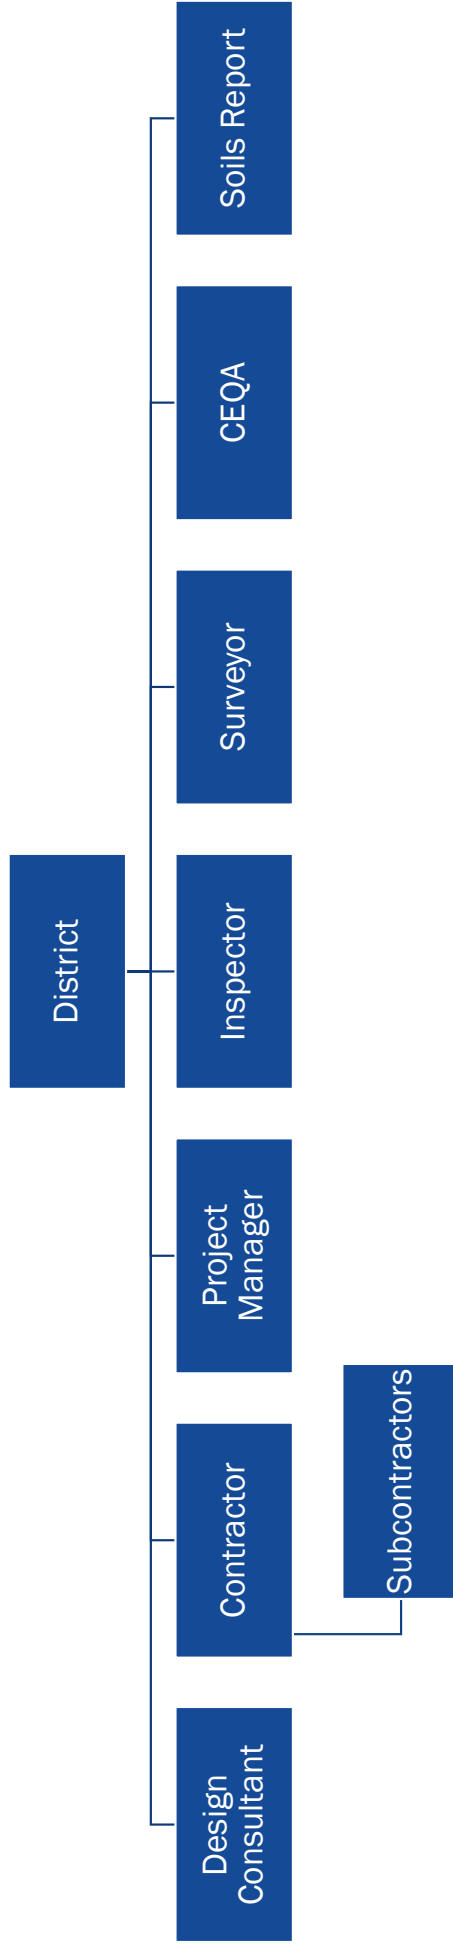 District
Design
Consultant
Contractor
Project
Manager
Inspector
Surveyor
CEQA
Soils Report
Subcontractors